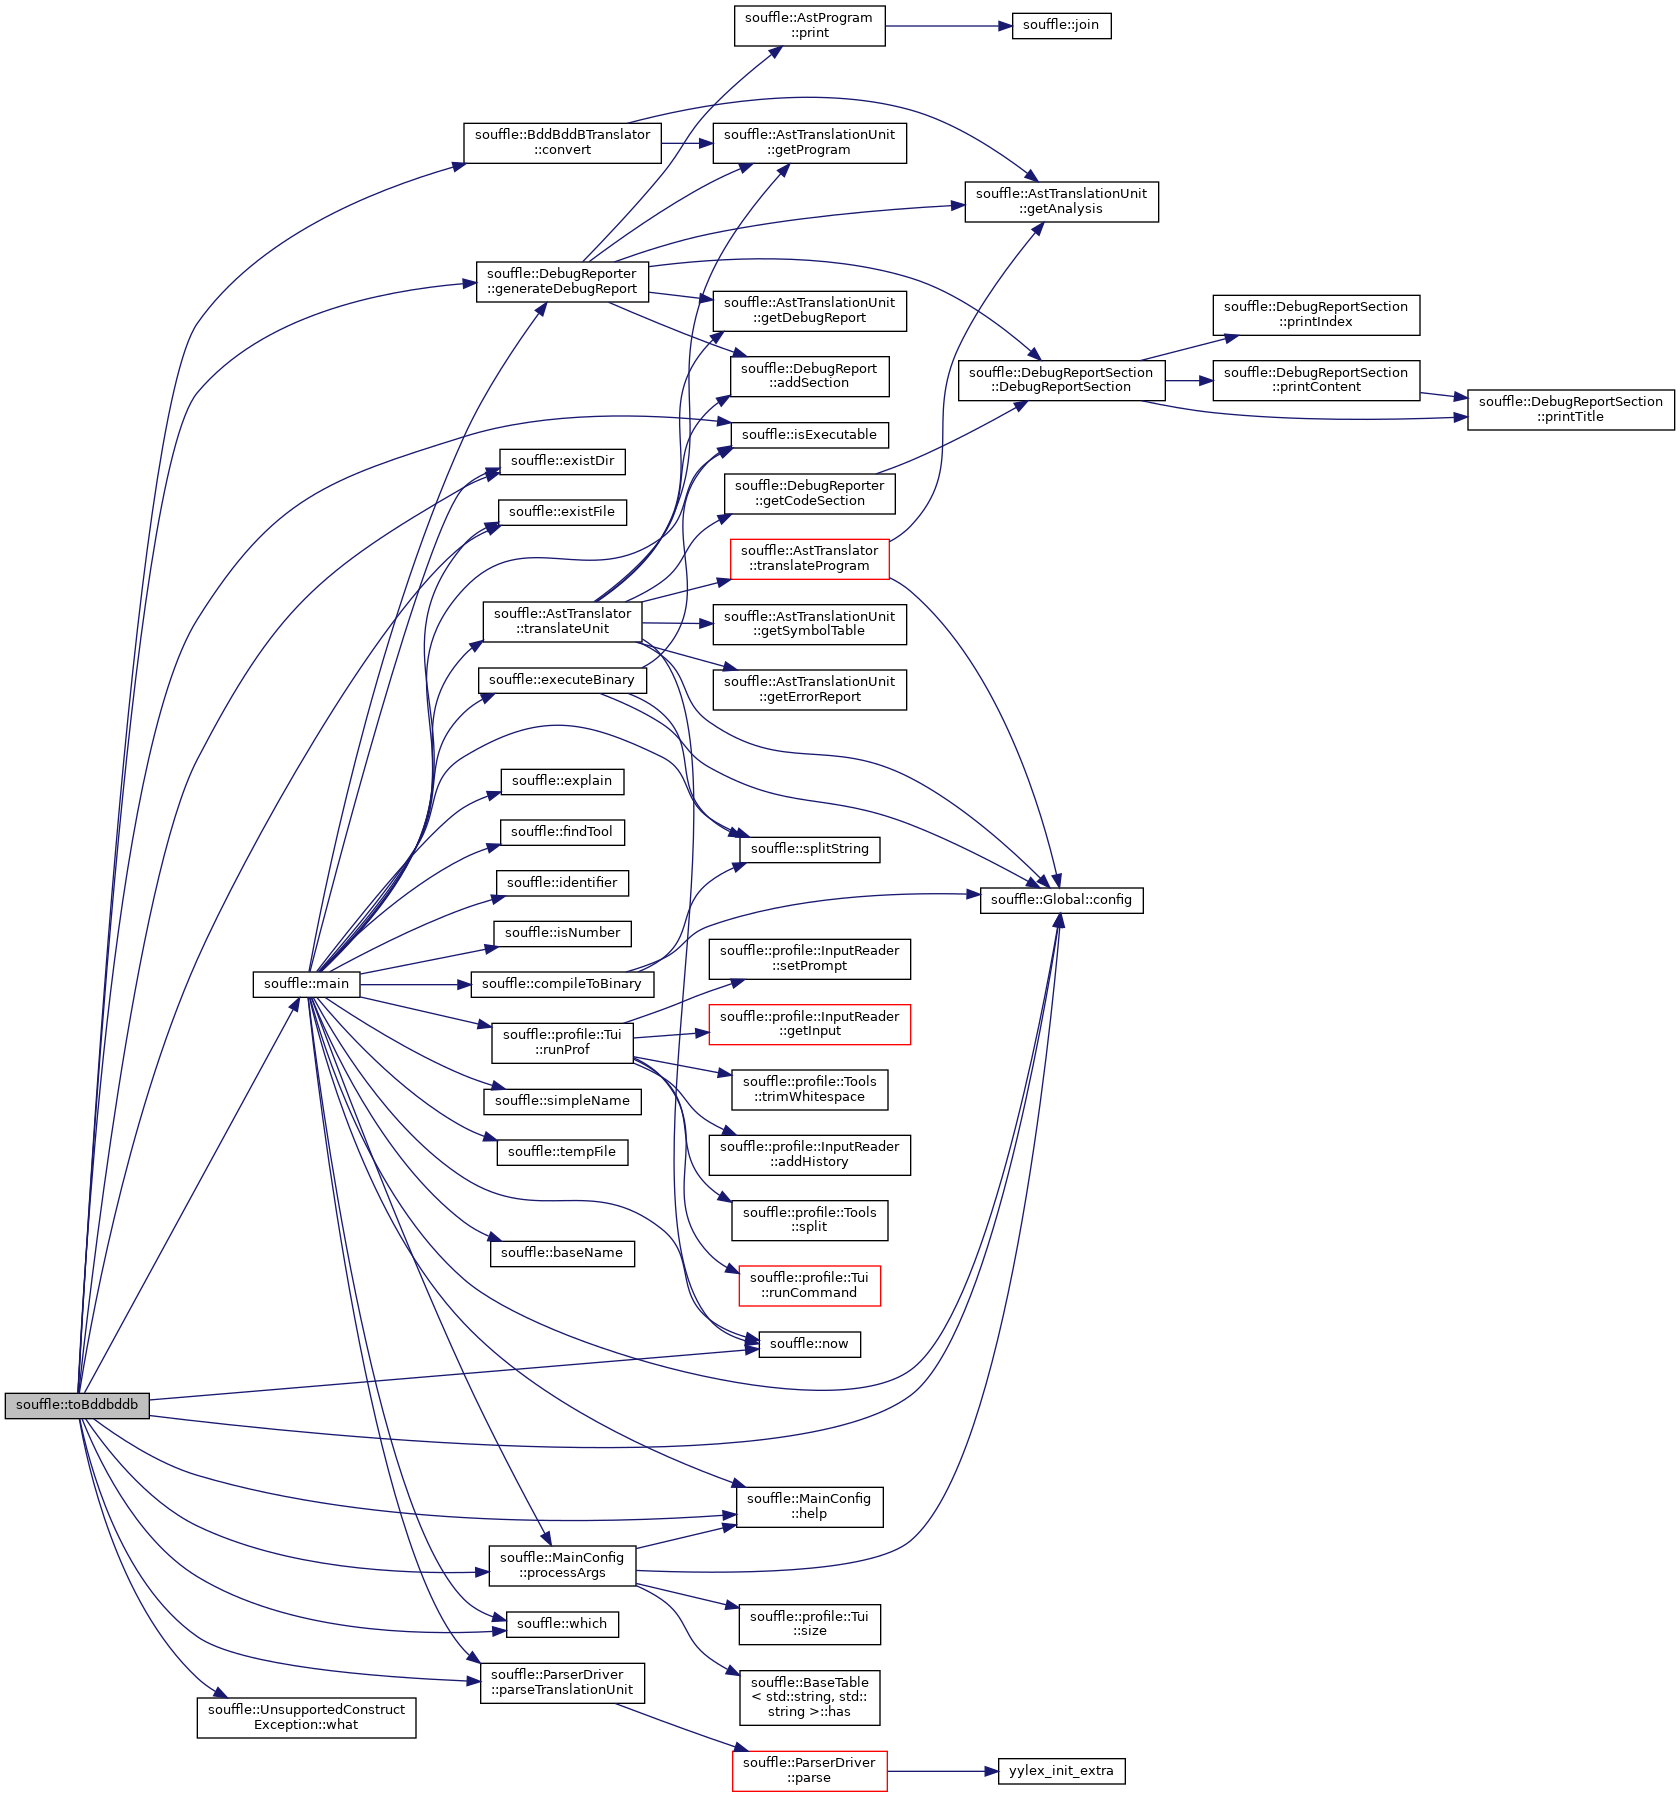 souffle::AstProgram
::print
souffle::join
souffle::BddBddBTranslator
::convert
souffle::AstTranslationUnit
::getProgram
souffle::AstTranslationUnit
::getAnalysis
souffle::DebugReporter
::generateDebugReport
souffle::AstTranslationUnit
::getDebugReport
souffle::DebugReportSection
::printIndex
souffle::DebugReport
::addSection
souffle::DebugReportSection
::DebugReportSection
souffle::DebugReportSection
::printContent
souffle::DebugReportSection
::printTitle
souffle::isExecutable
souffle::existDir
souffle::DebugReporter
::getCodeSection
souffle::existFile
souffle::AstTranslator
::translateProgram
souffle::AstTranslator
::translateUnit
souffle::AstTranslationUnit
::getSymbolTable
souffle::executeBinary
souffle::AstTranslationUnit
::getErrorReport
souffle::explain
souffle::findTool
souffle::splitString
souffle::identifier
souffle::Global::config
souffle::isNumber
souffle::profile::InputReader
::setPrompt
souffle::main
souffle::compileToBinary
souffle::profile::InputReader
::getInput
souffle::profile::Tui
::runProf
souffle::profile::Tools
::trimWhitespace
souffle::simpleName
souffle::profile::InputReader
::addHistory
souffle::tempFile
souffle::profile::Tools
::split
souffle::baseName
souffle::profile::Tui
::runCommand
souffle::now
souffle::toBddbddb
souffle::MainConfig
::help
souffle::MainConfig
::processArgs
souffle::profile::Tui
::size
souffle::which
souffle::ParserDriver
::parseTranslationUnit
souffle::BaseTable
< std::string, std::
string >::has
souffle::UnsupportedConstruct
Exception::what
souffle::ParserDriver
::parse
yylex_init_extra